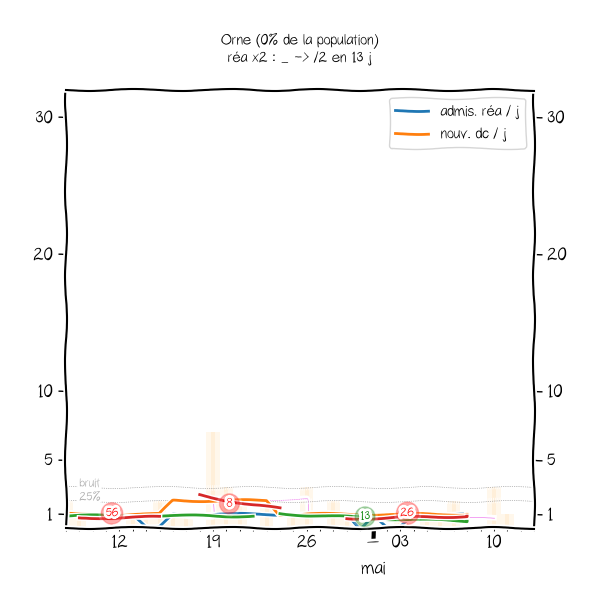 Orne (0% de la population)
réa x2 : _ -> /2 en 13 j
admis. réa / j
nouv. dc / j
30 30
20 20
10 10
5 5
bruit
25%
1 1
56 8 13 26
12 19 26 03 10
mai